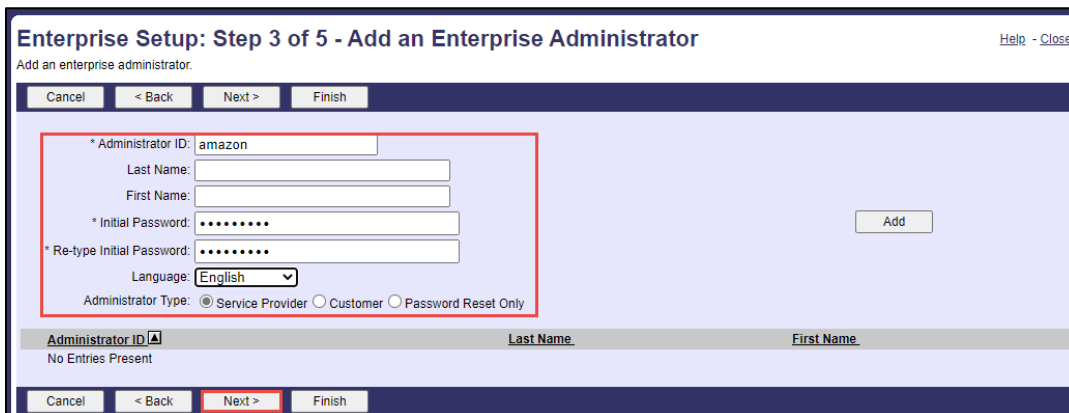 Enterprise Setup: Step 3 of 5 - Add an Enterprise Administrator
Help - Close
Add an enterprise administrator.
Cancel < Back Next > Finish
* Administrator ID: amazon
Last Name:
First Name:
* Initial Password: •••••••••
Add
* Re-type Initial Password: •••••••••
Language: English
Administrator Type: Service Provider Customer Password Reset Only
Administrator ID Last Name First Name
No Entries Present
Cancel < Back Next > Finish